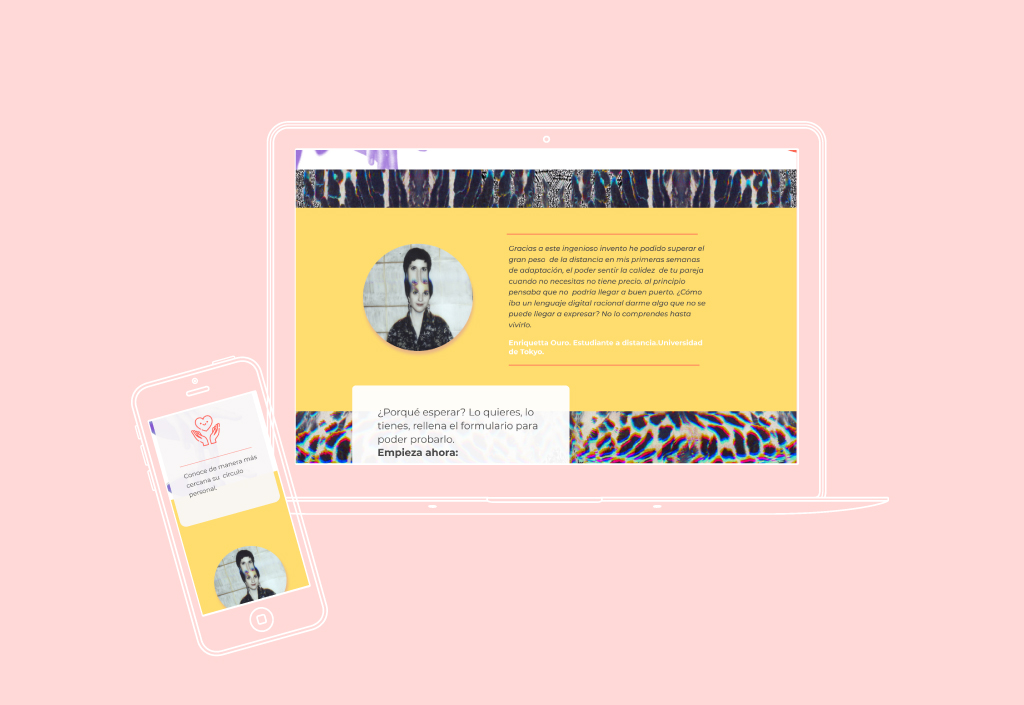 Gracias a este ingenioso invento he podido superar el
gran peso de la distancia en mis primeras semanas
de adaptación, el poder sentir la calidez de tu pareja
cuando no necesitas no tiene precio. al principio
pensaba que no podría llegar a buen puerto. ¿Cómo
iba un lenguaje digital racional darme algo que no se
puede llegar a expresar? No lo comprendes hasta
vivirlo.
Enriquetta Ouro. Estudiante a distancia.Universidad
de Tokyo.
¿Porqué esperar? Lo quieres, lo
tienes, rellena el formulario para
poder probarlo.
Empieza ahora:
Conoce de manera más
cercana su círculo
personal.